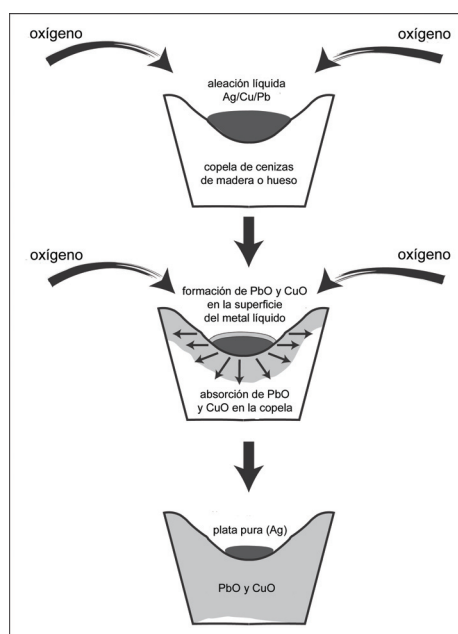 oxígeno
oxígeno
aleación líquida
Ag/Cu/Pb
copela de cenizas
de madera o hueso
oxígeno
oxígeno
formación de PbO y CuO
en la superficie
del metal líquido
absorción de PbO
y CuO en la copela
plata pura (Ag)
PbO y CuO